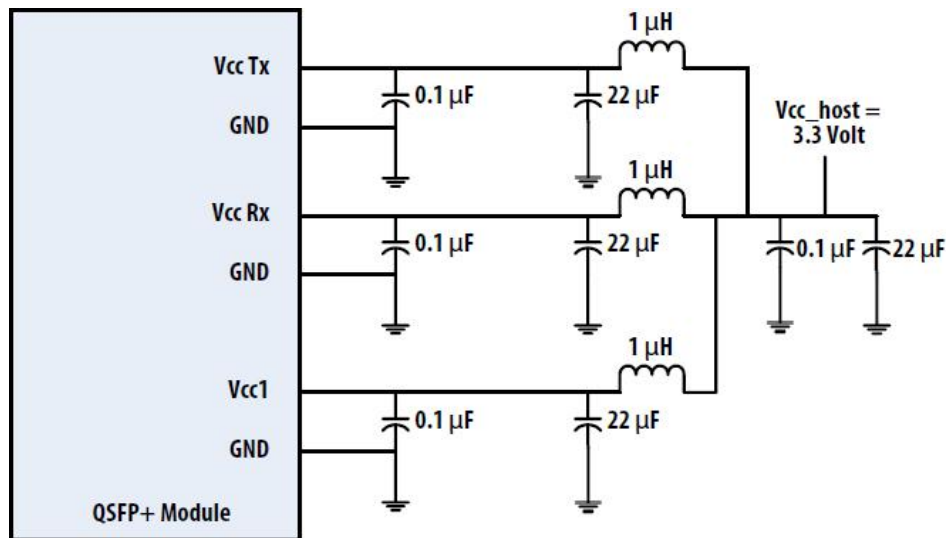 1 μH
Vcc Tx
0.1 μF
22 μF
GND
Vcc_host =
3.3 Volt
1 μH
Vcc Rx
0.1 μF
22 μF
0.1 μF
22 μF
GND
1 μH
Vcc1
0.1 μF
22 μF
GND
QSFP+ Module